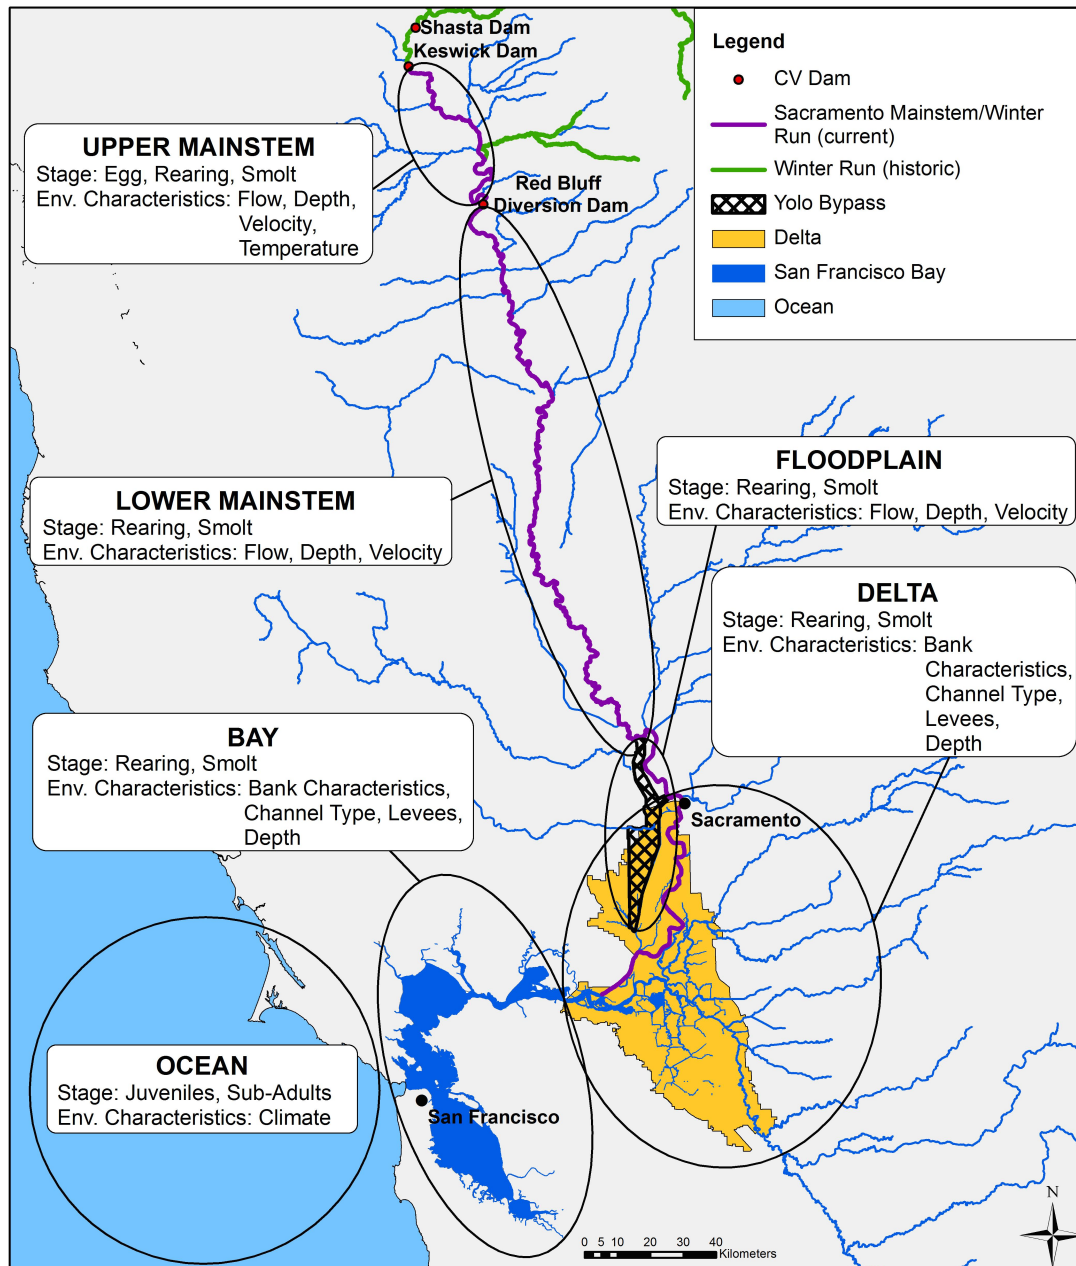 Shasta Dam
Keswick Dam
Legend
CV Dam
Sacramento Mainstem/Winter
Run (current)
Winter Run (historic)
Yolo Bypass
Delta
San Francisco Bay
Ocean
UPPER MAINSTEM
Stage: Egg, Rearing, Smolt
Env. Characteristics: Flow, Depth,
Velocity,
Temperature
Red Bluff
Diversion Dam
LOWER MAINSTEM
Stage: Rearing, Smolt
Env. Characteristics: Flow, Depth, Velocity
FLOODPLAIN
Stage: Rearing, Smolt
Env. Characteristics: Flow, Depth, Velocity
DELTA
Stage: Rearing, Smolt
Env. Characteristics: Bank
Characteristics,
Channel Type,
Levees,
Depth
BAY
Stage: Rearing, Smolt
Env. Characteristics: Bank Characteristics,
Channel Type, Levees,
Depth
Sacramento
OCEAN
Stage: Juveniles, Sub-Adults
Env. Characteristics: Climate
San Francisco
N
0 5 10 20 30 40
Kilometers